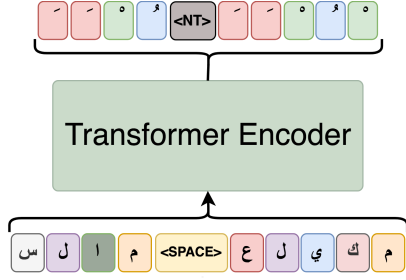 َ َ ْ ُ <NT> َ َ ْ ُ ْ
Transformer Encoder
س ل ا م <SPACE> ع ل ي ك م